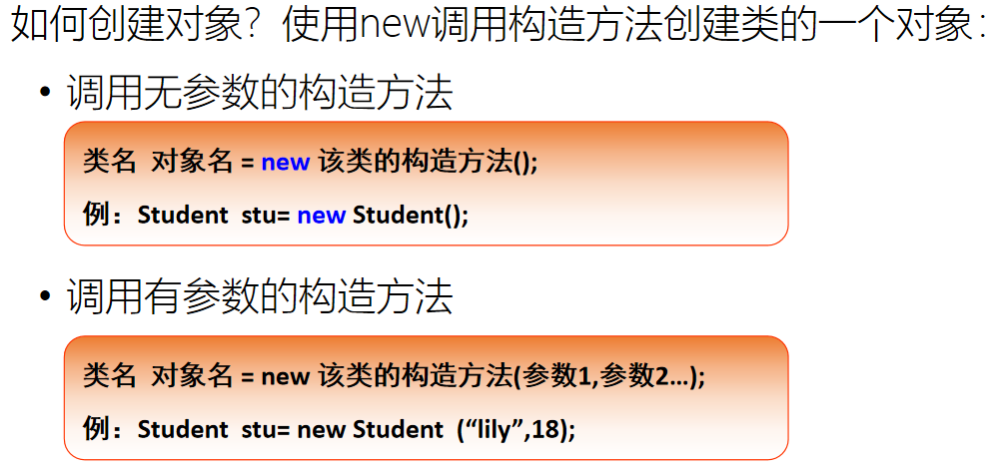 如何创建对象？使用new调用构造方法创建类的一个对象：
• 调用无参数的构造方法
类名 对象名 = new 该类的构造方法();
例：Student stu= new Student();
• 调用有参数的构造方法
类名 对象名 = new 该类的构造方法(参数1,参数2…);
例：Student stu= new Student (“lily”,18);